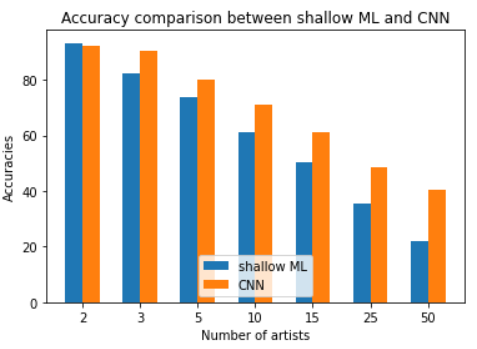 Accuracy comparison between shallow ML and CNN
Accuracies
80
60
40
20
0
shallow ML
CNN
2 3 5 10 15 25 50
Number of artists